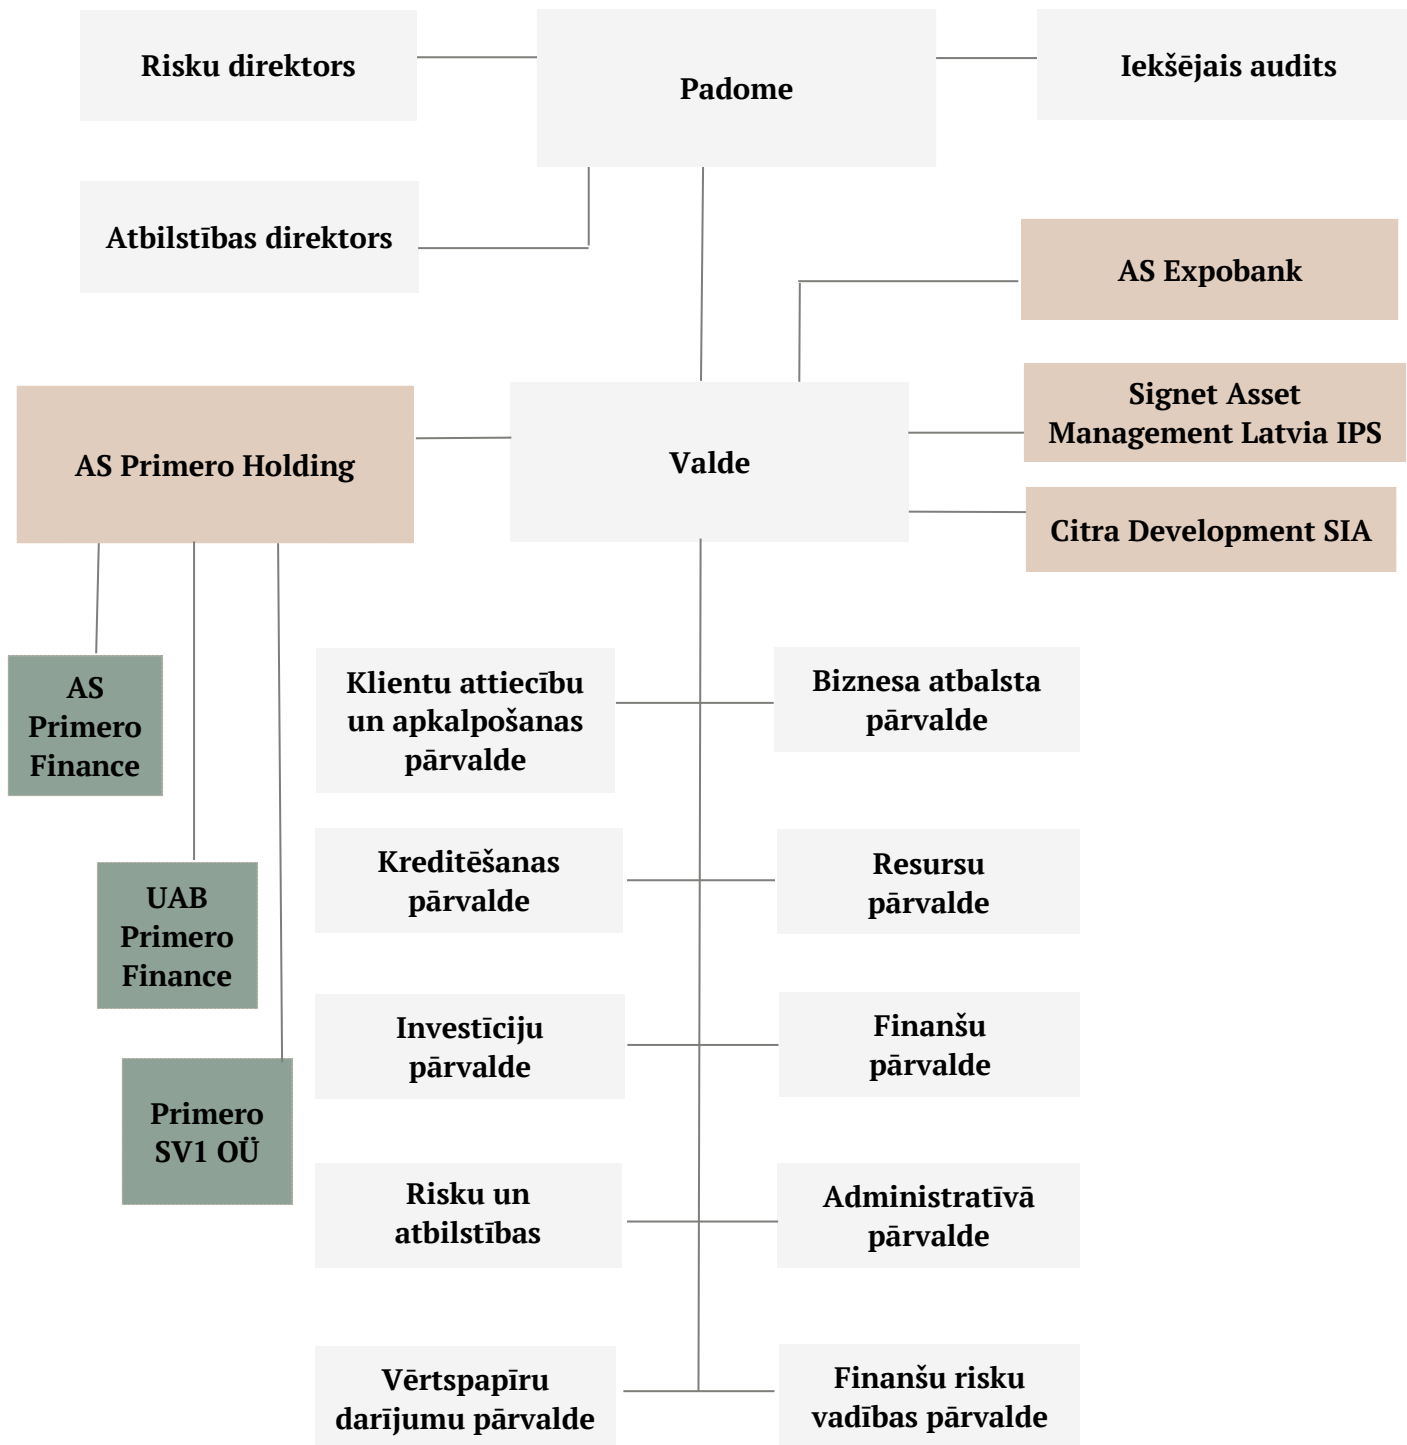 Risku direktors
Padome
Iekšējais audits
Atbilstības direktors
AS Expobank
Signet Asset
Management Latvia IPS
AS Primero Holding
Valde
Citra Development SIA
AS
Primero
Finance
Klientu attiecību
un apkalpošanas
pārvalde
Biznesa atbalsta
pārvalde
UAB
Primero
Finance
Kreditēšanas
pārvalde
Resursu
pārvalde
Investīciju
pārvalde
Finanšu
pārvalde
Primero
SV1 OÜ
Risku un
atbilstības
Administratīvā
pārvalde
Vērtspapīru
darījumu pārvalde
Finanšu risku
vadības pārvalde